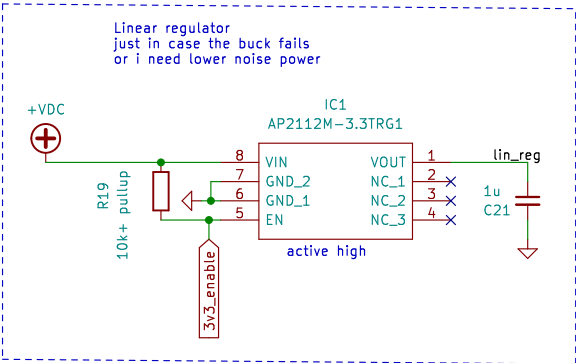 Linear regulator
just in case the buck fails
or i need lower noise power
+VDC
IC1
AP2112M-3.3TRG1
8 VIN VOUT 1 lin_reg
7 GND_2 NC_1 2
6 GND_1 NC_2 3
5 EN NC_3 4
R19
10k+ pullup
1u
C21
active high
3v3_enable